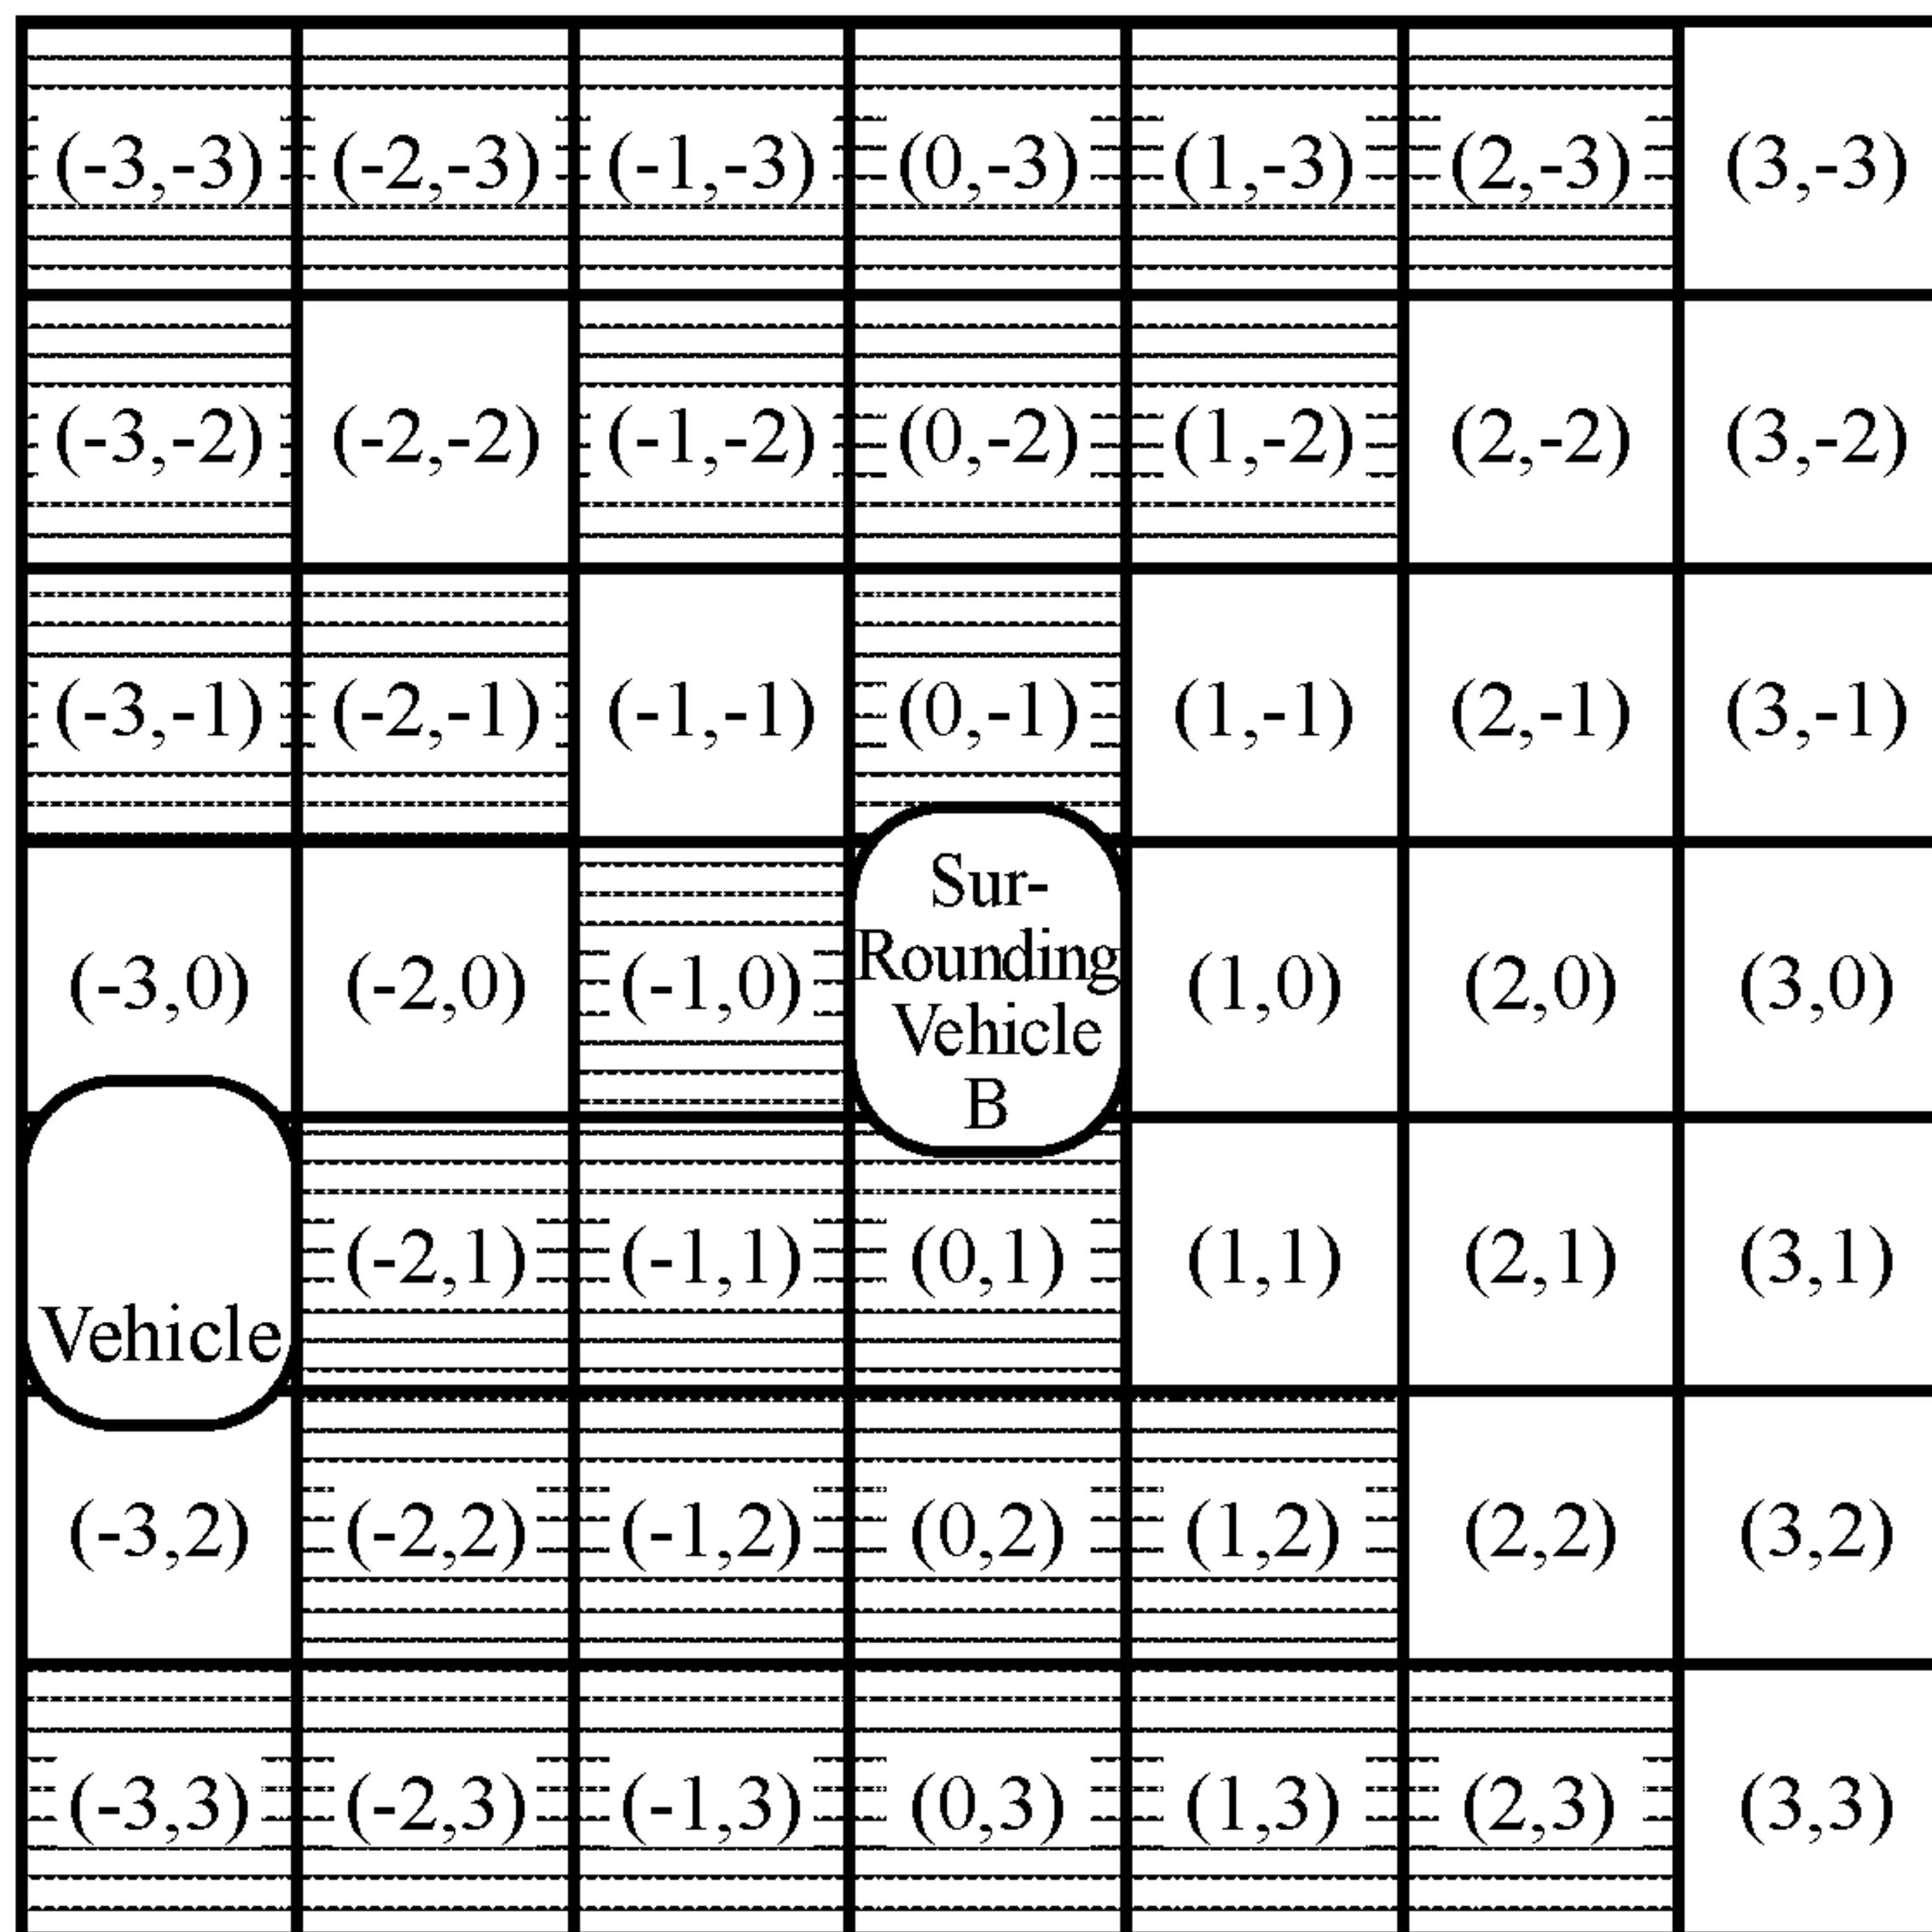 (-3,-3) (-2,-3) (-1,-3) (0,-3) (1,-3) (2,-3) (3,-3)
(-3,-2) (-2,-2) (-1,-2) (0,-2) (1,-2) (2,-2) (3,-2)
(-3,-1) (-2,-1) (-1,-1) (0,-1) (1,-1) (2,-1) (3,-1)
(-3,0) (-2,0) (-1,0)
Sur-
Rounding
Vehicle
B
(1,0) (2,0) (3,0)
Vehicle
(-2,1) (-1,1) (0,1) (1,1) (2,1) (3,1)
(-3,2) (-2,2) (-1,2) (0,2) (1,2) (2,2) (3,2)
(-3,3) (-2,3) (-1,3) (0,3) (1,3) (2,3) (3,3)